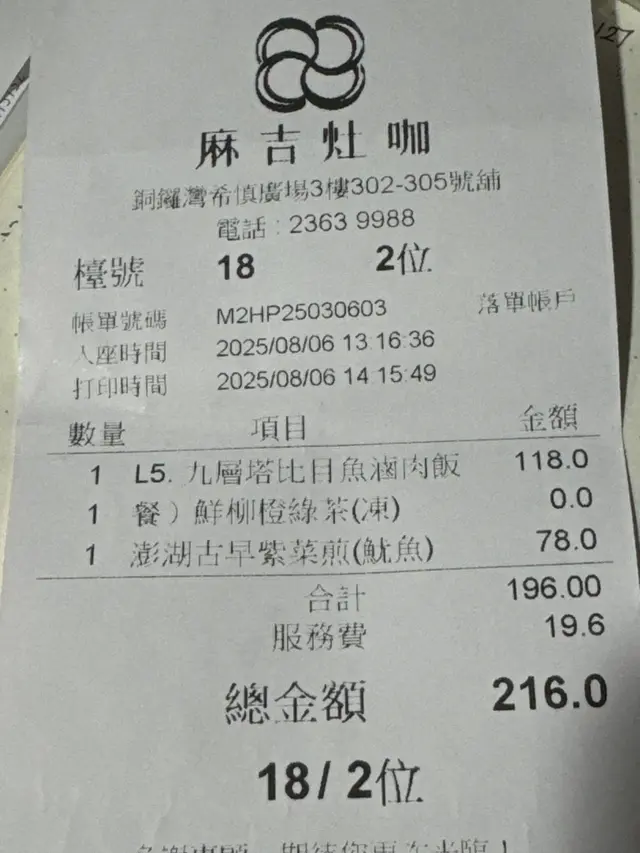 麻吉灶咖
銅鑼灣希慎廣場3樓302-305號舖
電話：2363 9988
檯號 18 2位
帳單號碼 M2HP25030603 落單帳戶
入座時間 2025/08/06 13:16:36
打印時間 2025/08/06 14:15:49
數量 項目 金額
1 L5. 九層塔比目魚滷肉飯 118.0
1 餐）鮮柳橙綠茶(凍) 0.0
1 澎湖古早紫菜煎(魷魚) 78.0
合計 196.00
服務費 19.6
總金額 216.0
18 / 2位
127